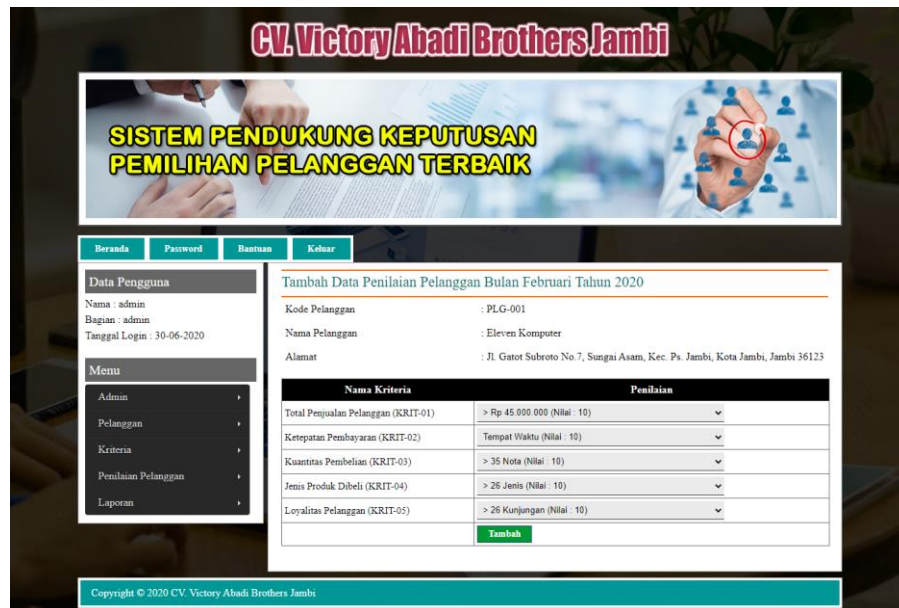 CV. Victory Abadi Brothers Jambi
SISTEM PENDUKUNG KEPUTUSAN
PEMILIHAN PELANGGAN TERBAIK
Beranda Password Bantuan Keluar
Data Pengguna
Nama : admin
Bagian : admin
Tanggal Login : 30-06-2020
Menu
Admin
Pelanggan
Kriteria
Penilaian Pelanggan
Laporan
Tambah Data Penilaian Pelanggan Bulan Februari Tahun 2020
Kode Pelanggan : PLG-001
Nama Pelanggan : Eleven Komputer
Alamat : Jl. Gatot Subroto No.7, Sungai Asam, Kec. Ps. Jambi, Kota Jambi, Jambi 36123
Nama Kriteria Penilaian
Total Penjualan Pelanggan (KRIT-01) > Rp 45.000.000 (Nilai : 10)
Ketepatan Pembayaran (KRIT-02) Tempat Waktu (Nilai : 10)
Kuantitas Pembelian (KRIT-03) > 35 Nota (Nilai : 10)
Jenis Produk Dibeli (KRIT-04) > 26 Jenis (Nilai : 10)
Loyalitas Pelanggan (KRIT-05) > 26 Kunjungan (Nilai : 10)
Tambah
Copyright © 2020 CV. Victory Abadi Brothers Jambi